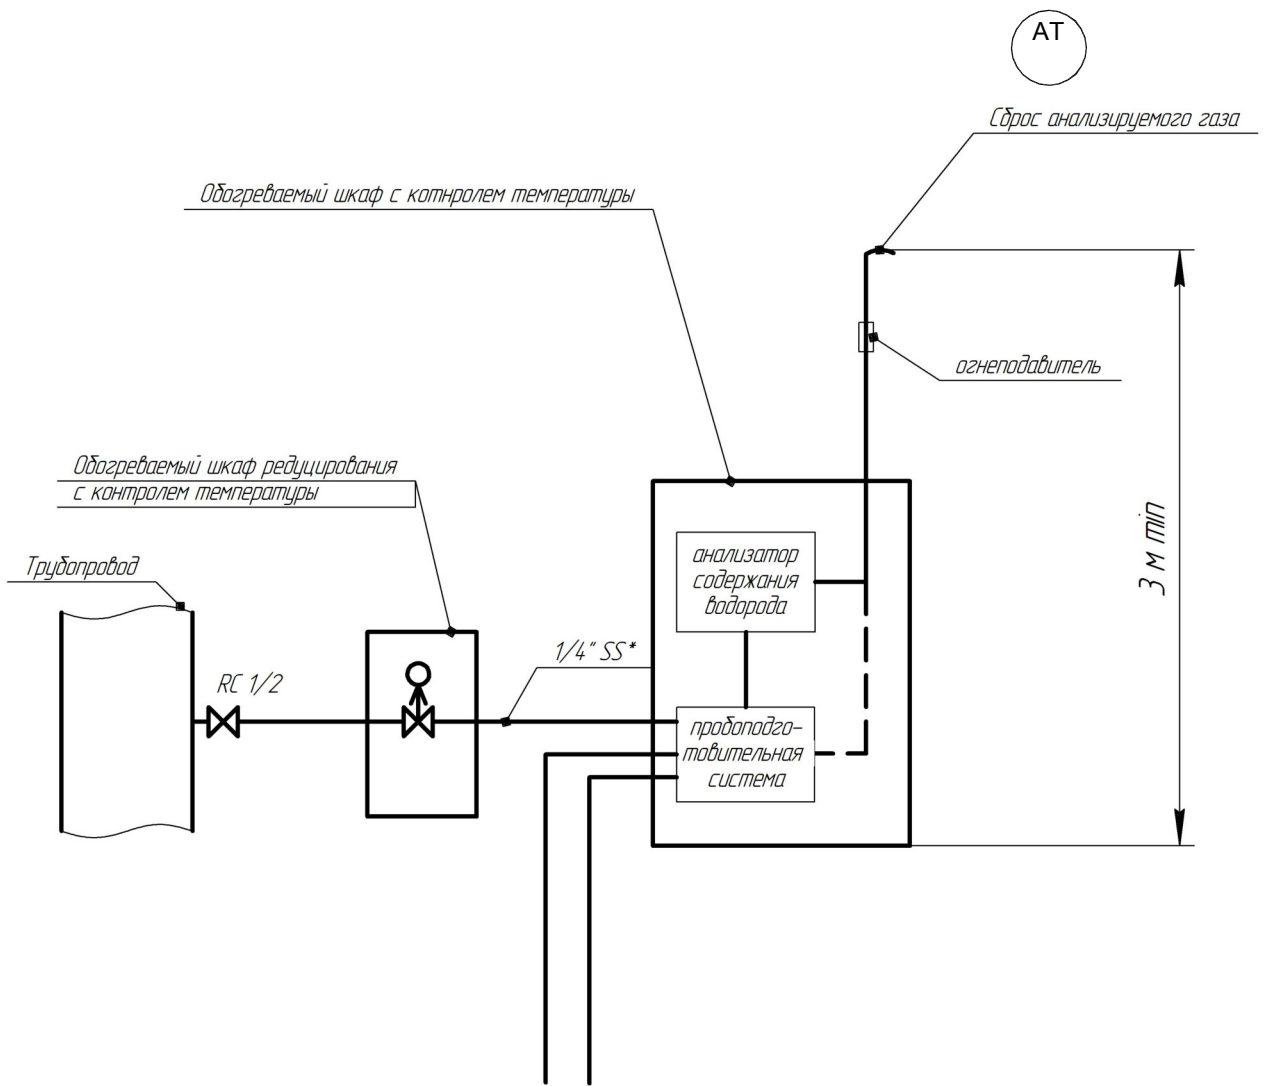 AT
Сброс анализируемого газа
Обогреваемый шкаф с котнролем температуры
огнеподавитель
Обогреваемый шкаф редуцирования
с контролем температуры
3 м min
Трубопровод
анализатор
содержания
водорода
1/4" SS*
RC 1/2
пробоподго-
товительная
система